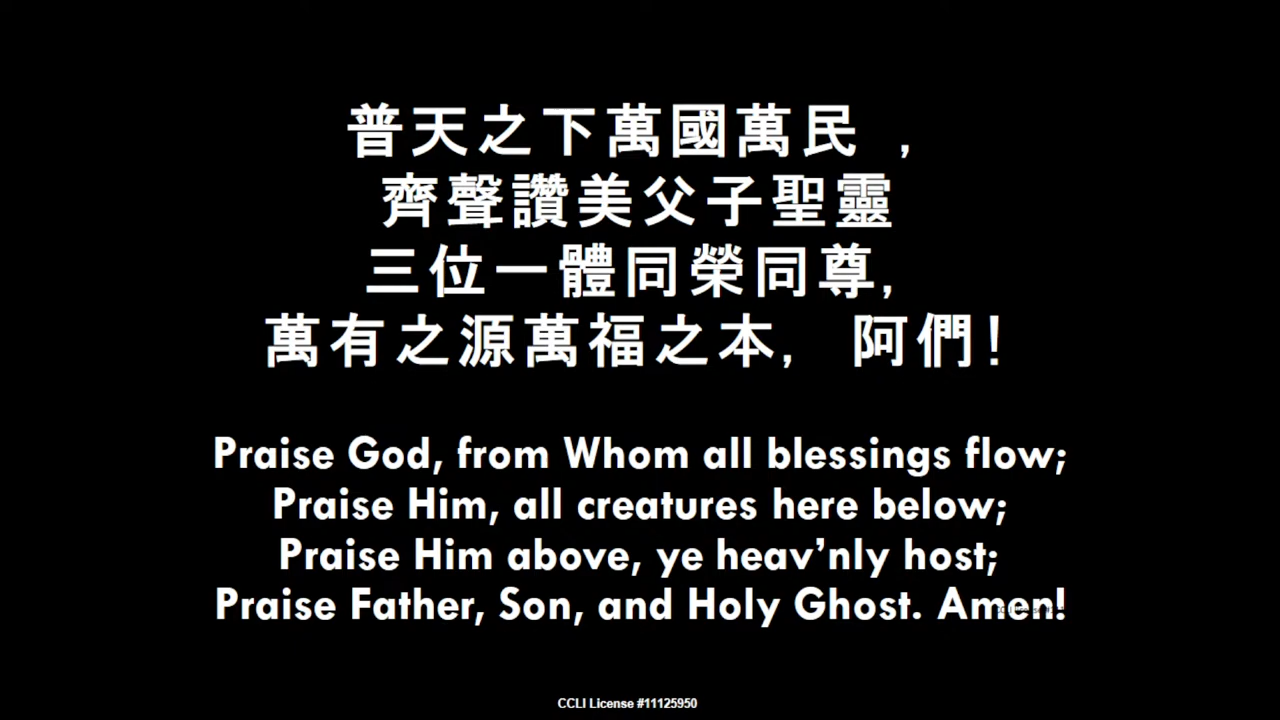 普天之下萬國萬民 ,
齊聲讚美父子聖靈
三位一體同榮同尊,
萬有之源萬福之本, 阿們!
Praise God, from Whom all blessings flow;
Praise Him, all creatures here below;
Praise Him above, ye heav’nly host;
Praise Father, Son, and Holy Ghost. Amen!
CCLI License #11125950